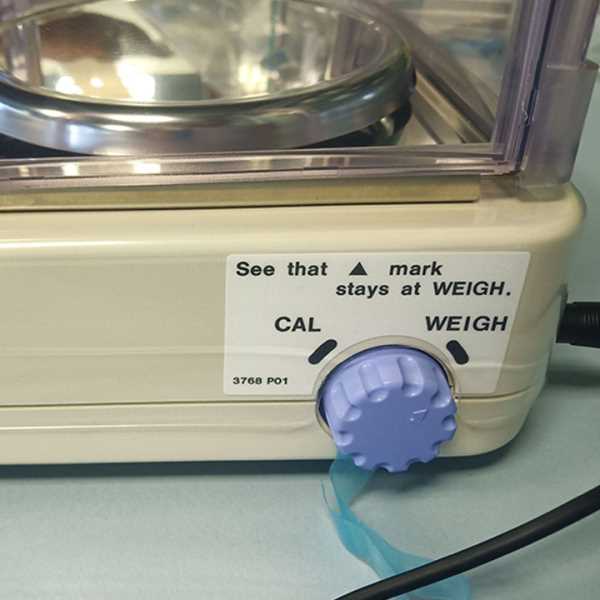 See that ▲ mark
stays at WEIGH.
CAL WEIGH
3768 P01